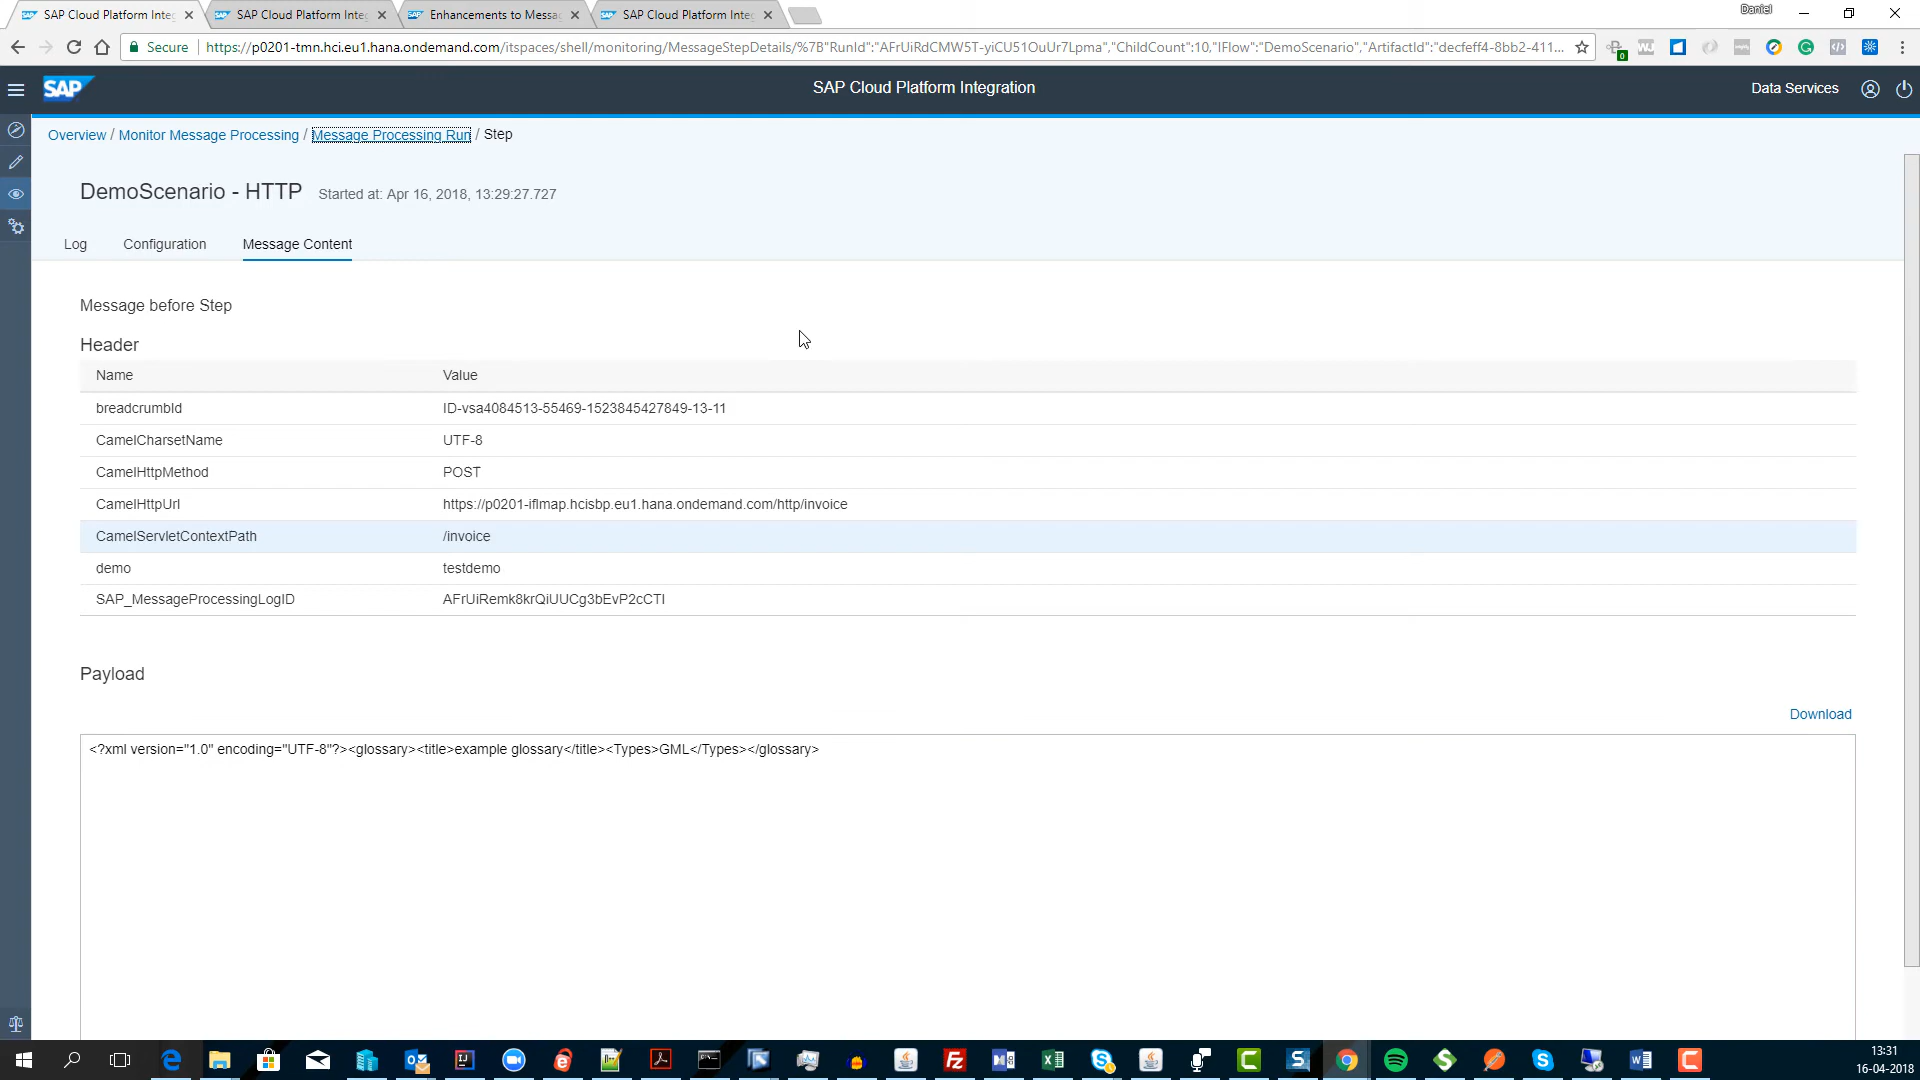 SAP Cloud Platform Integ
SAP Cloud Platform Integ
Enhancements to Messa
SAP Cloud Platform Integ
Daniel
Secure
https://p0201-tmn.hci.eu1.hana.ondemand.com/itspaces/shell/monitoring/MessageStepDetails/%7B"RunId":"AFrUiRdCMW5T-yiCU51OuUr7Lpma","ChildCount":10,"IFlow":"DemoScenario","ArtifactId":"decfeff4-8bb2-411...
0
SAP
SAP Cloud Platform Integration
Data Services
Overview / Monitor Message Processing / Message Processing Run / Step
DemoScenario - HTTP Started at: Apr 16, 2018, 13:29:27.727
Log Configuration Message Content
Message before Step
Header
Name Value
breadcrumbId ID-vsa4084513-55469-1523845427849-13-11
CamelCharsetName UTF-8
CamelHttpMethod POST
CamelHttpUrl https://p0201-iflmap.hcisbp.eu1.hana.ondemand.com/http/invoice
CamelServletContextPath /invoice
demo testdemo
SAP_MessageProcessingLogID AFrUiRemk8krQiUUCg3bEvP2cCTI
Payload
Download
<?xml version="1.0" encoding="UTF-8"?><glossary><title>example glossary</title><Types>GML</Types></glossary>
13:31
16-04-2018